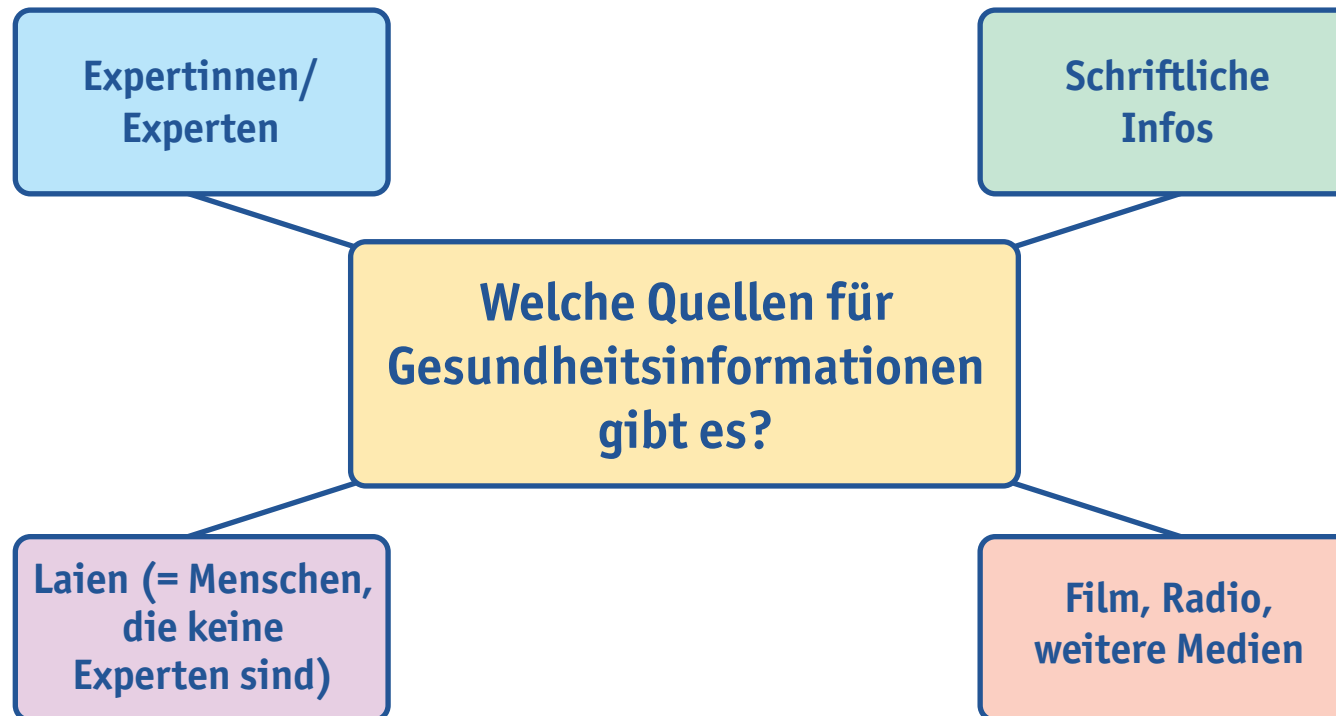 Expertinnen/
Experten
Schriftliche
Infos
Welche Quellen für
Gesundheitsinformationen
gibt es?
Laien (= Menschen,
die keine
Experten sind)
Film, Radio,
weitere Medien